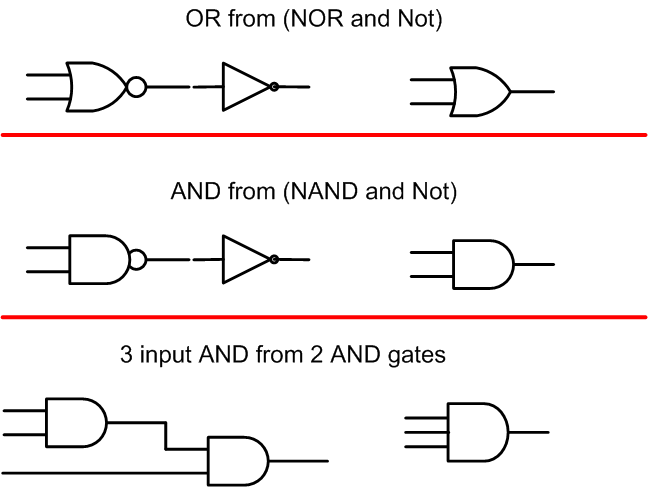 OR from (NOR and Not)
AND from (NAND and Not)
3 input AND from 2 AND gates